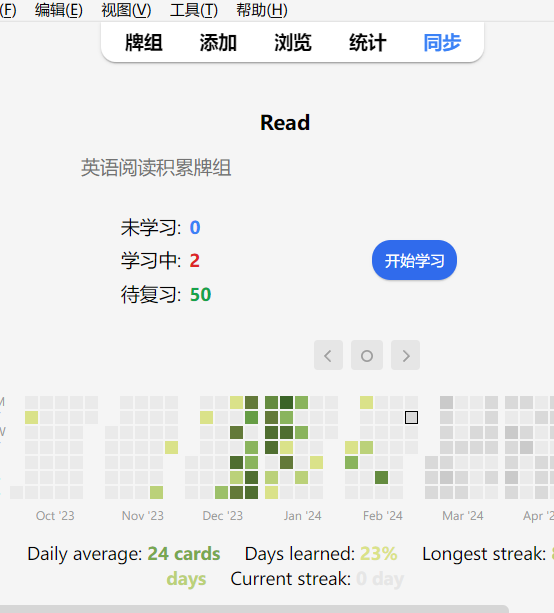 (F) 编辑(E) 视图(V) 工具(T) 帮助(H)
牌组 添加 浏览 统计 同步
Read
英语阅读积累牌组
未学习: 0
学习中: 2
开始学习
待复习: 50
M
W
Oct '23 Nov '23 Dec '23 Jan '24 Feb '24 Mar '24 Apr '2
Daily average: 24 cards Days learned: 23% Longest streak:
days Current streak: 0 day